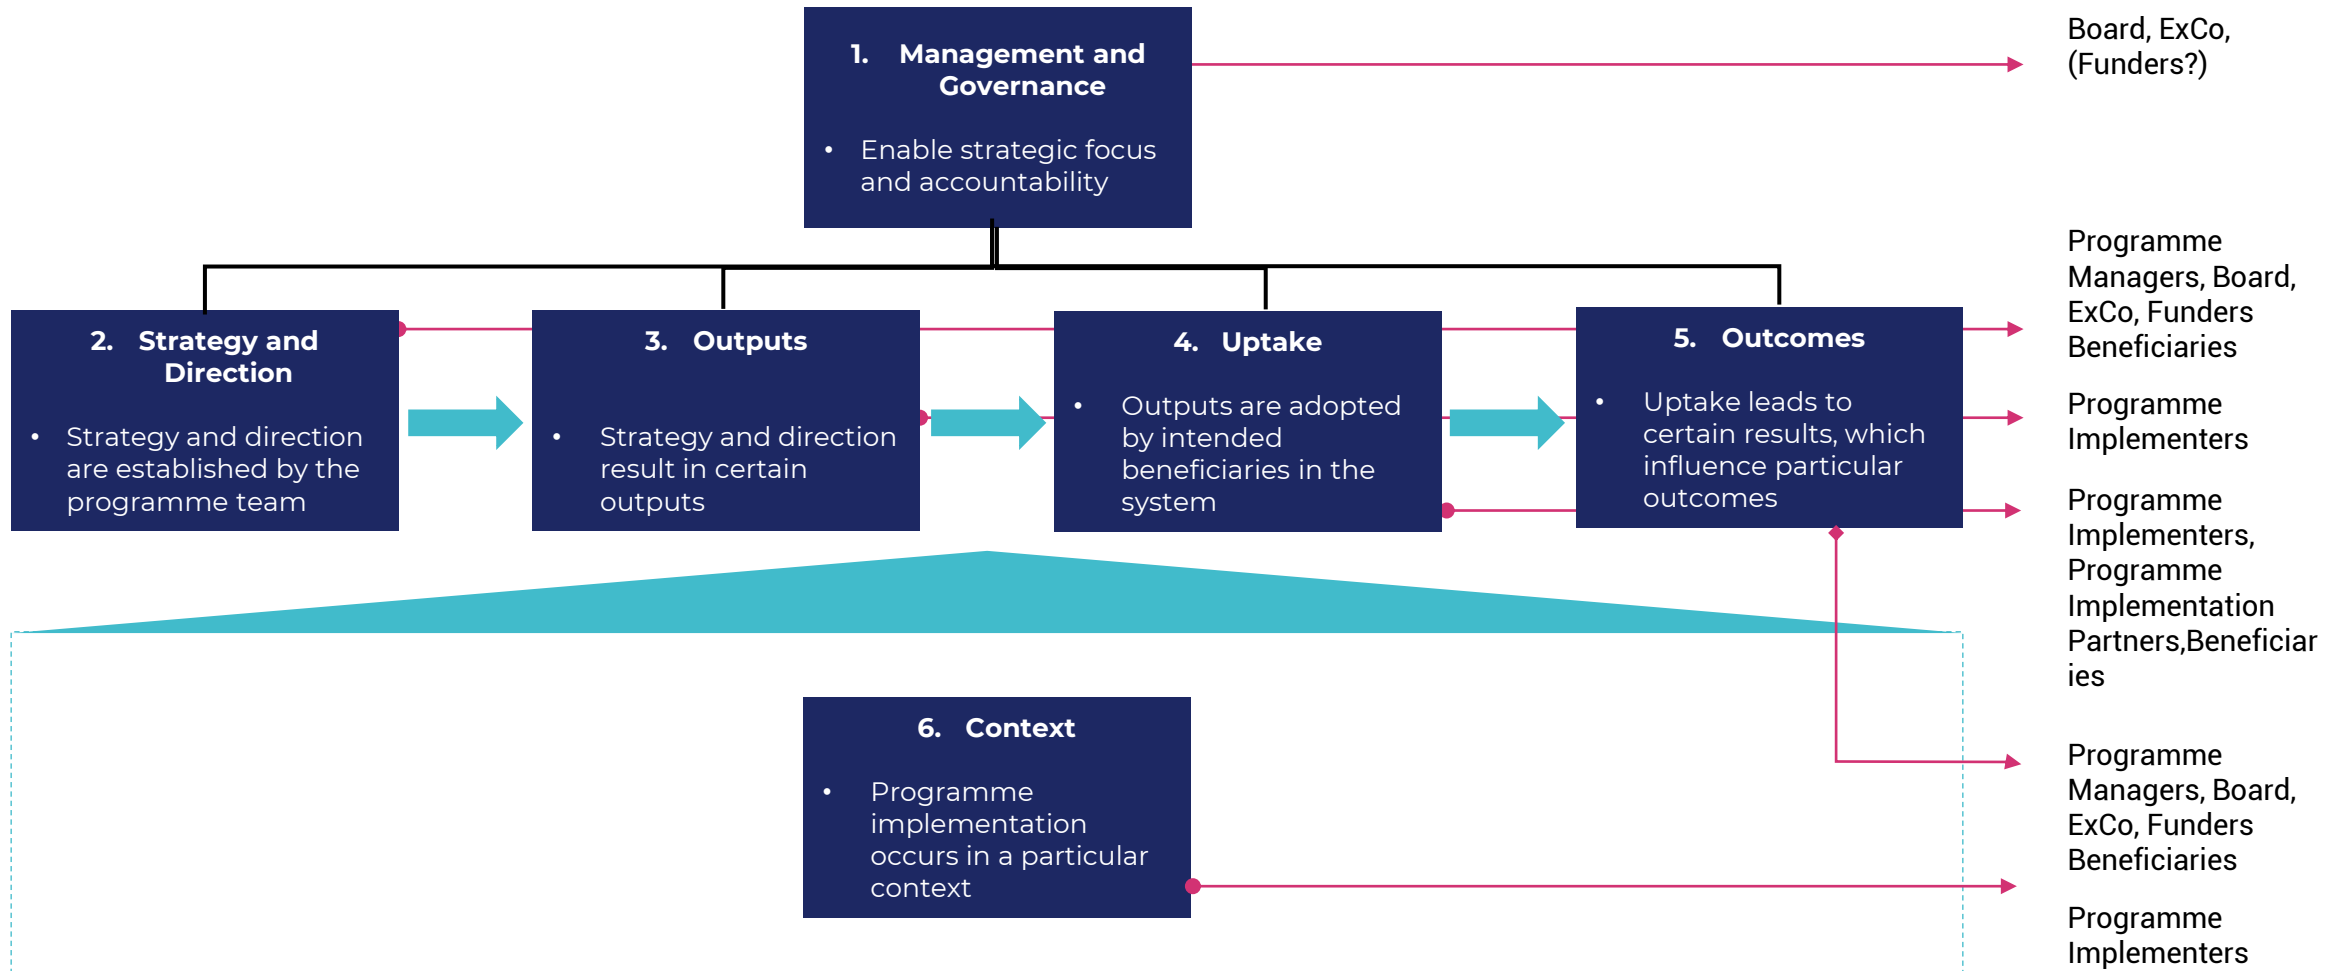 1. Management and
Governance
• Enable strategic focus
and accountability
Board, ExCo,
(Funders?)
2. Strategy and
Direction
• Strategy and direction
are established by the
programme team
3. Outputs
• Strategy and direction
result in certain
outputs
4. Uptake
• Outputs are adopted
by intended
beneficiaries in the
system
5. Outcomes
• Uptake leads to
certain results, which
influence particular
outcomes
Programme
Managers, Board,
ExCo, Funders
Beneficiaries
Programme
Implementers
Programme
Implementers,
Programme
Implementation
Partners,Beneficiar
ies
6. Context
• Programme
implementation
occurs in a particular
context
Programme
Managers, Board,
ExCo, Funders
Beneficiaries
Programme
Implementers